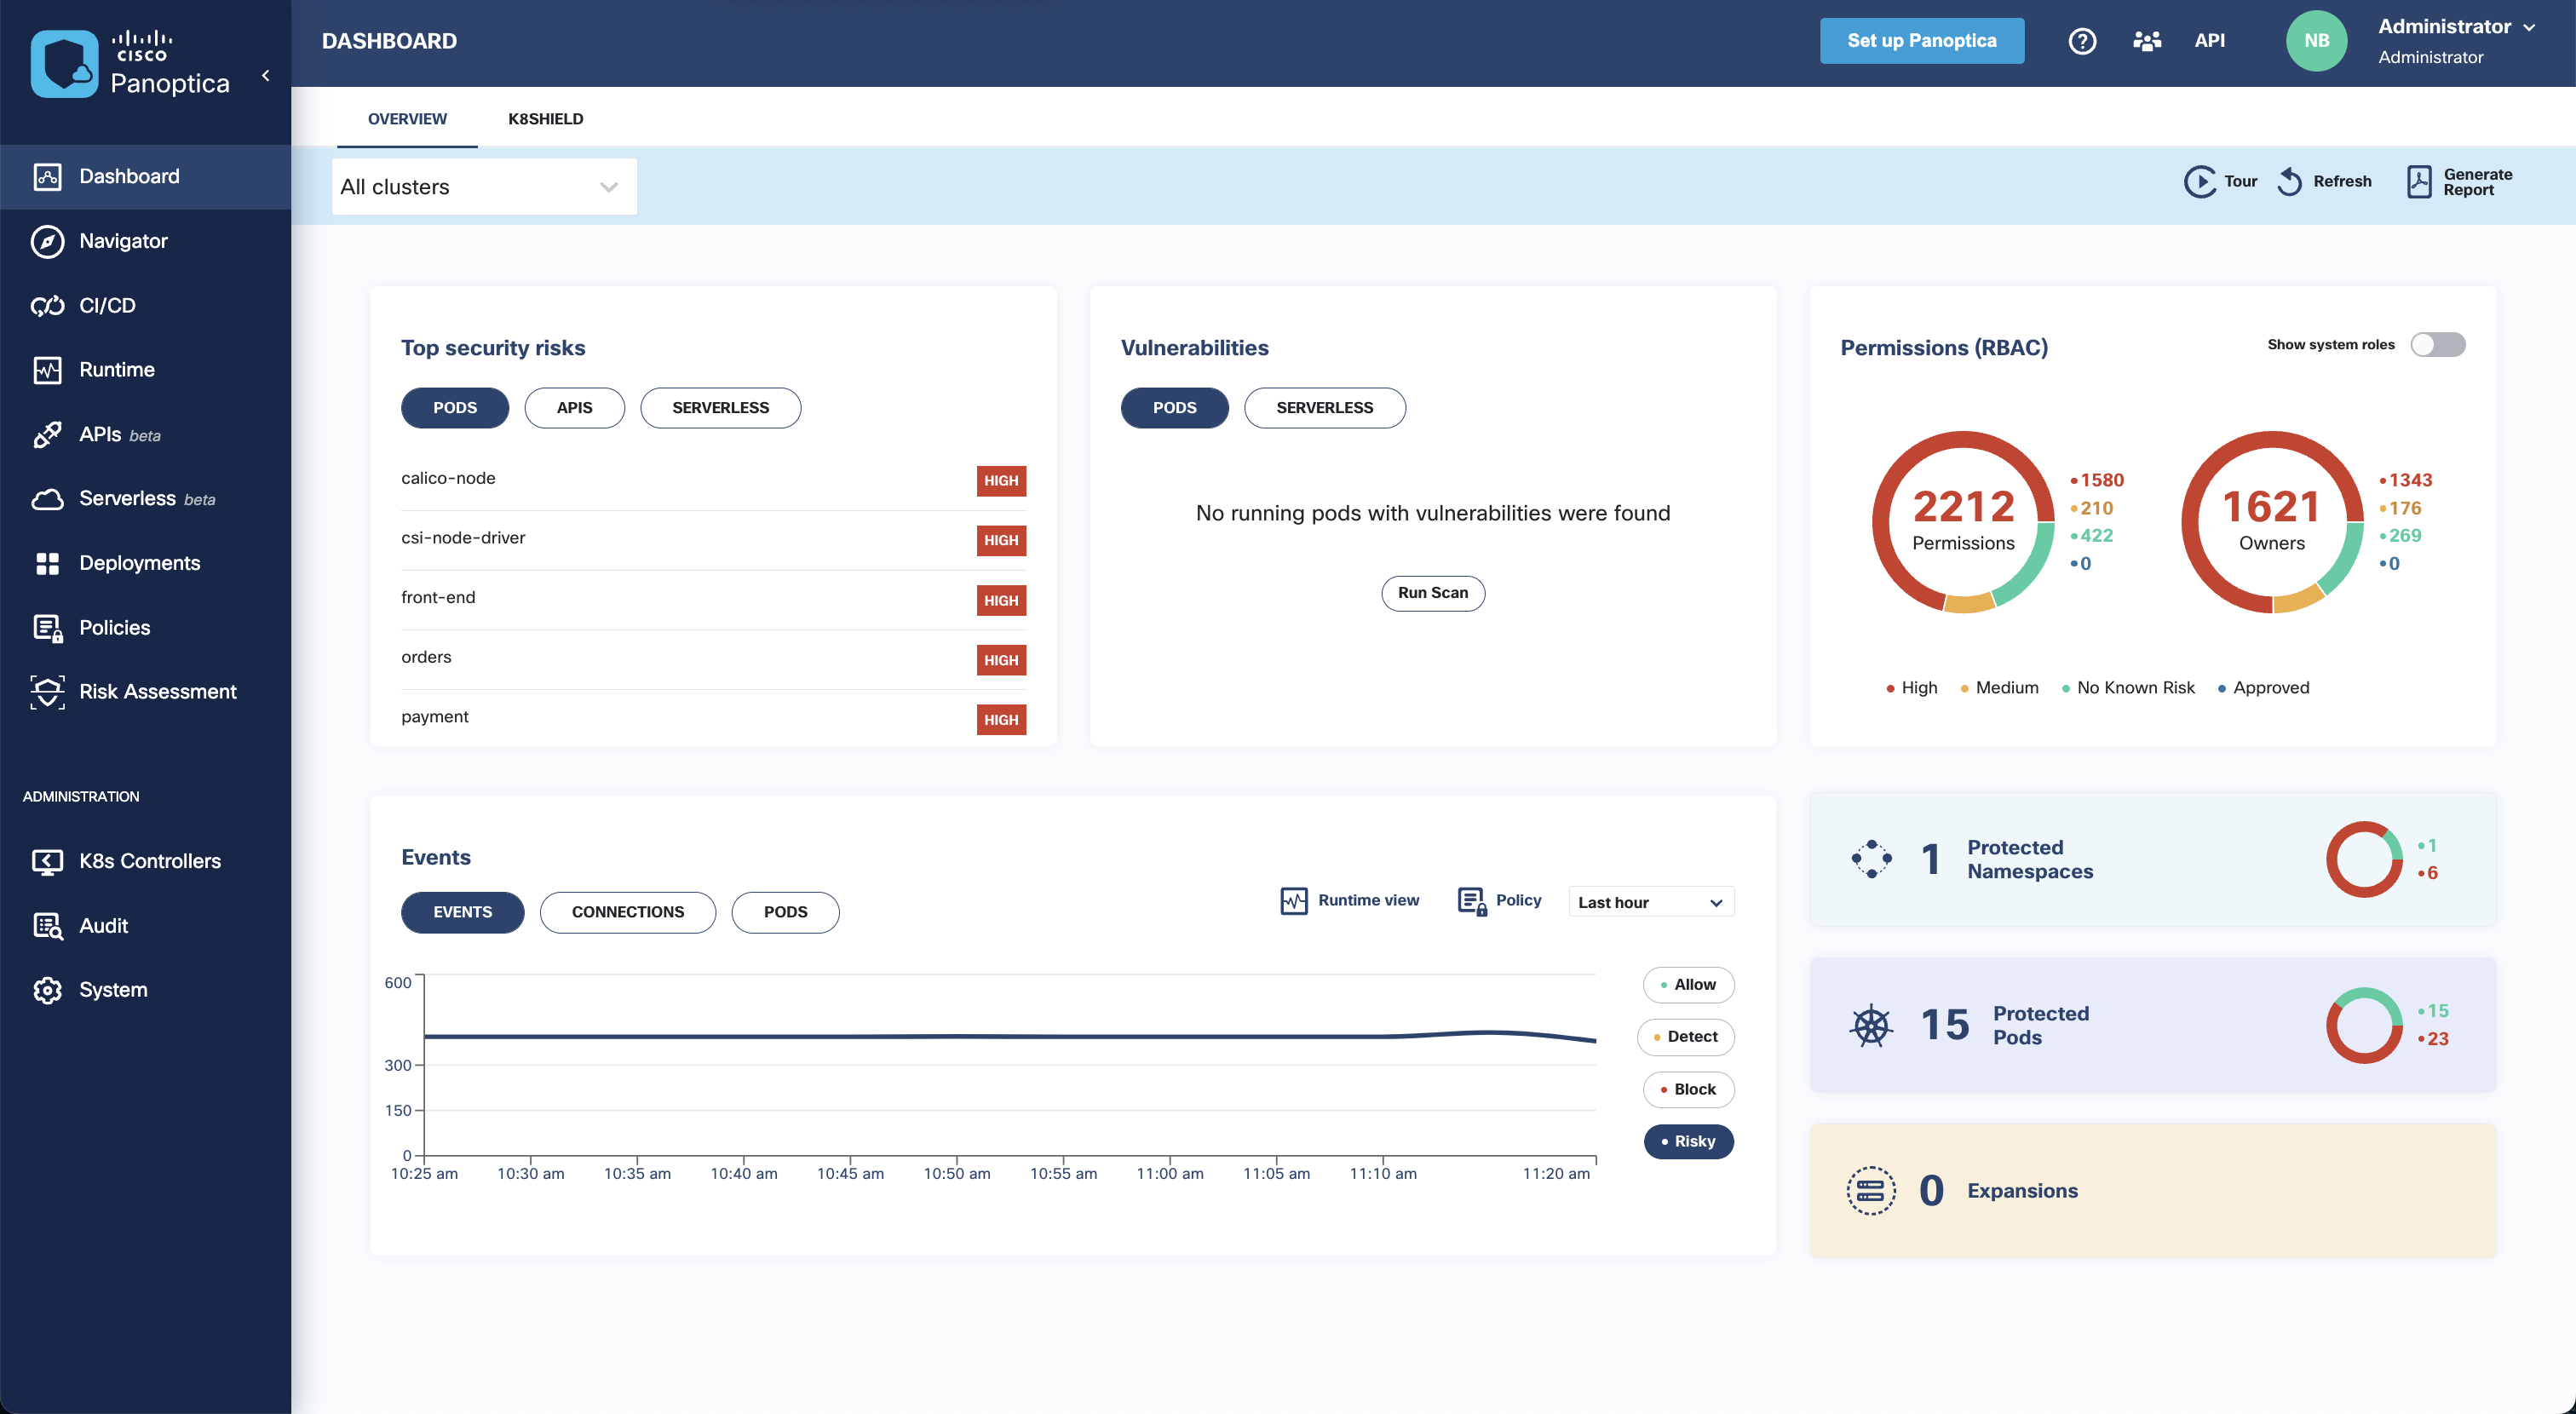 CISCO
Panoptica
Dashboard
Navigator
CI/CD
Runtime
APIs beta
Serverless beta
Deployments
Policies
Risk Assessment
ADMINISTRATION
K8s Controllers
Audit
System
DASHBOARD
Set up Panoptica
?
API
NB
Administrator
Administrator
OVERVIEW
K8SHIELD
All clusters
Tour
Refresh
Generate
Report
Top security risks
PODS
APIS
SERVERLESS
calico-node HIGH
csi-node-driver HIGH
front-end HIGH
orders HIGH
payment HIGH
Vulnerabilities
PODS
SERVERLESS
No running pods with vulnerabilities were found
Run Scan
Permissions (RBAC)
Show system roles
2212
Permissions
1580
210
422
0
1621
Owners
1343
176
269
0
High
Medium
No Known Risk
Approved
Events
EVENTS
CONNECTIONS
PODS
Runtime view
Policy
Last hour
600
300
150
0
10:25 am
10:30 am
10:35 am
10:40 am
10:45 am
10:50 am
10:55 am
11:00 am
11:05 am
11:10 am
11:20 am
Allow
Detect
Block
Risky
1
Protected
Namespaces
1
6
15
Protected
Pods
15
23
0
Expansions